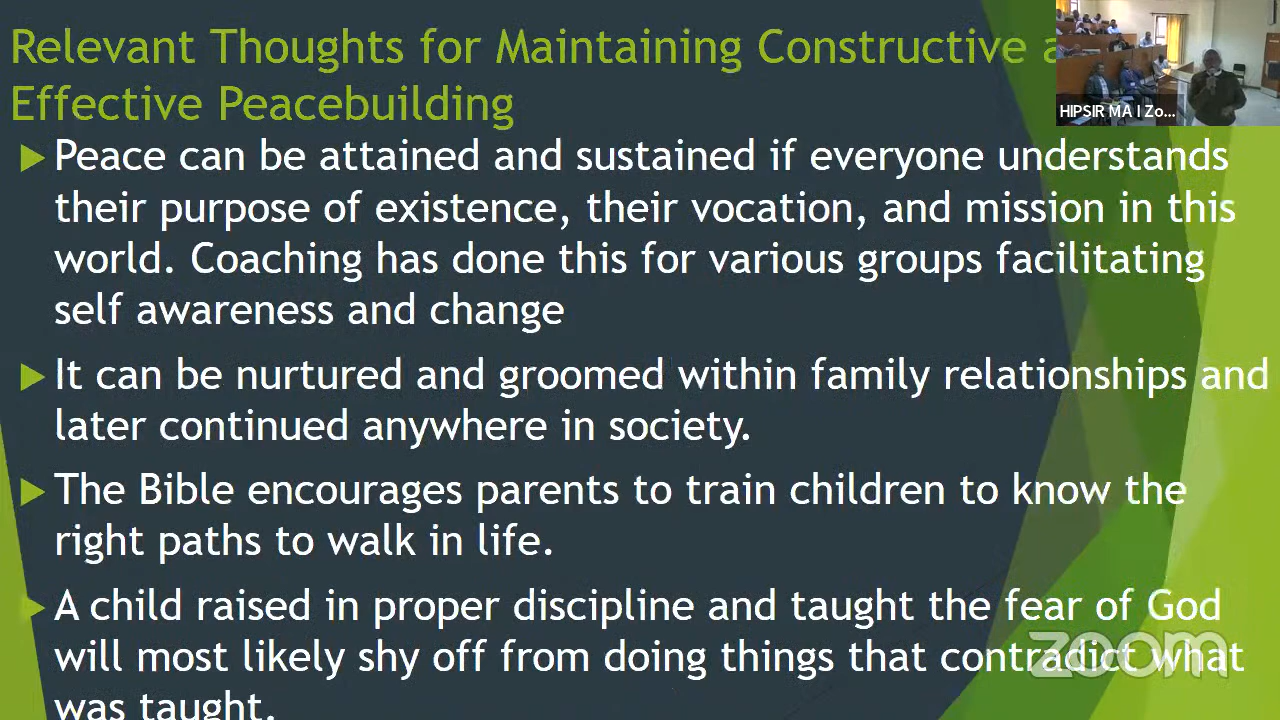 Relevant Thoughts for Maintaining Constructive
Effective Peacebuilding
HIPSIR MA I Zo...
Peace can be attained and sustained if everyone understands
their purpose of existence, their vocation, and mission in this
world. Coaching has done this for various groups facilitating
self awareness and change
It can be nurtured and groomed within family relationships and
later continued anywhere in society.
The Bible encourages parents to train children to know the
right paths to walk in life.
A child raised in proper discipline and taught the fear of God
will most likely shy off from doing things that contradict what
was taught.
zoom